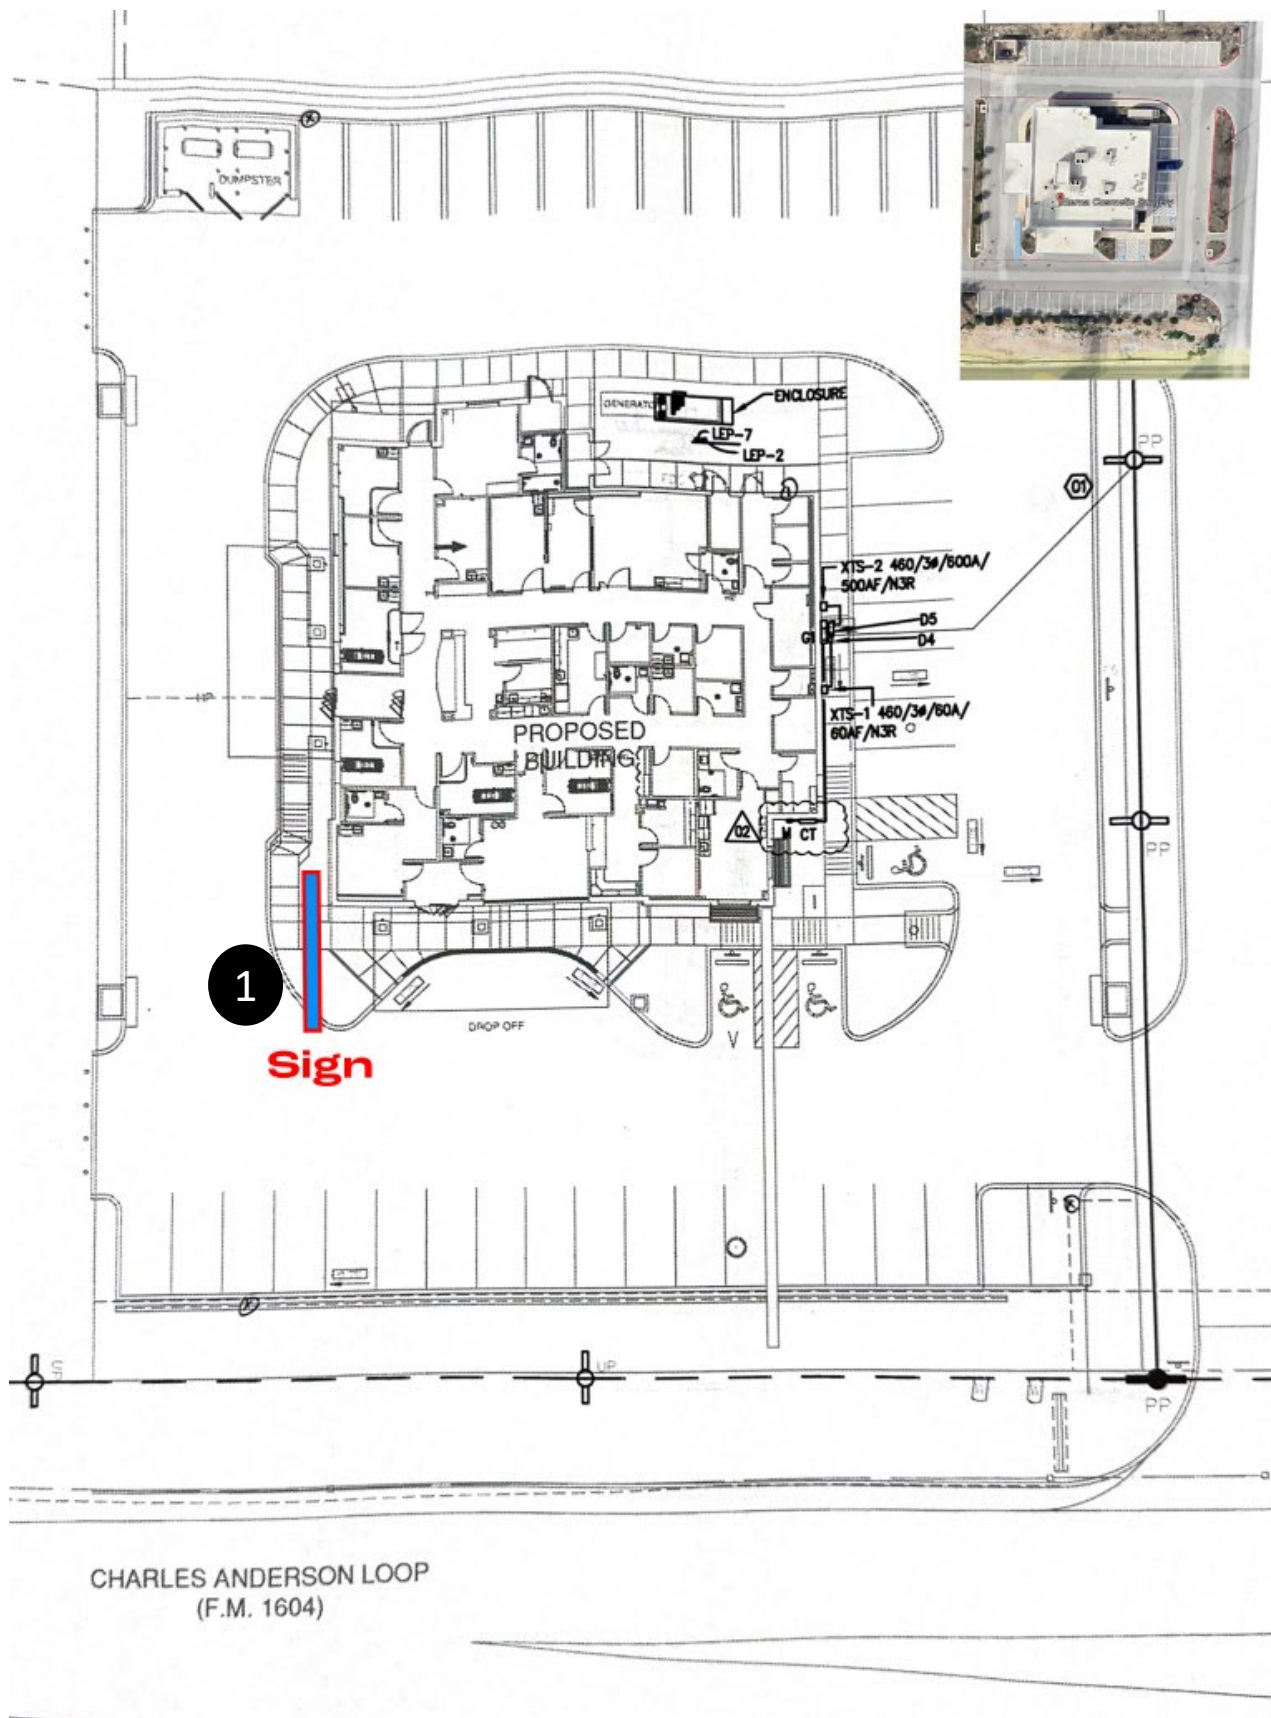 DUMPSTER
Cosmetic Surgery
ENCLOSURE
LEP-7
LEP-2
PP
01
XTS-2 460/3ø/600A/
500AF/N3R
D5
D4
XTS-1 460/3ø/60A/
60AF/N3R
PROPOSED
BUILDING
PP
02
M CT
1
Sign
DROP OFF
V
UP
PP
CHARLES ANDERSON LOOP
(F.M. 1604)